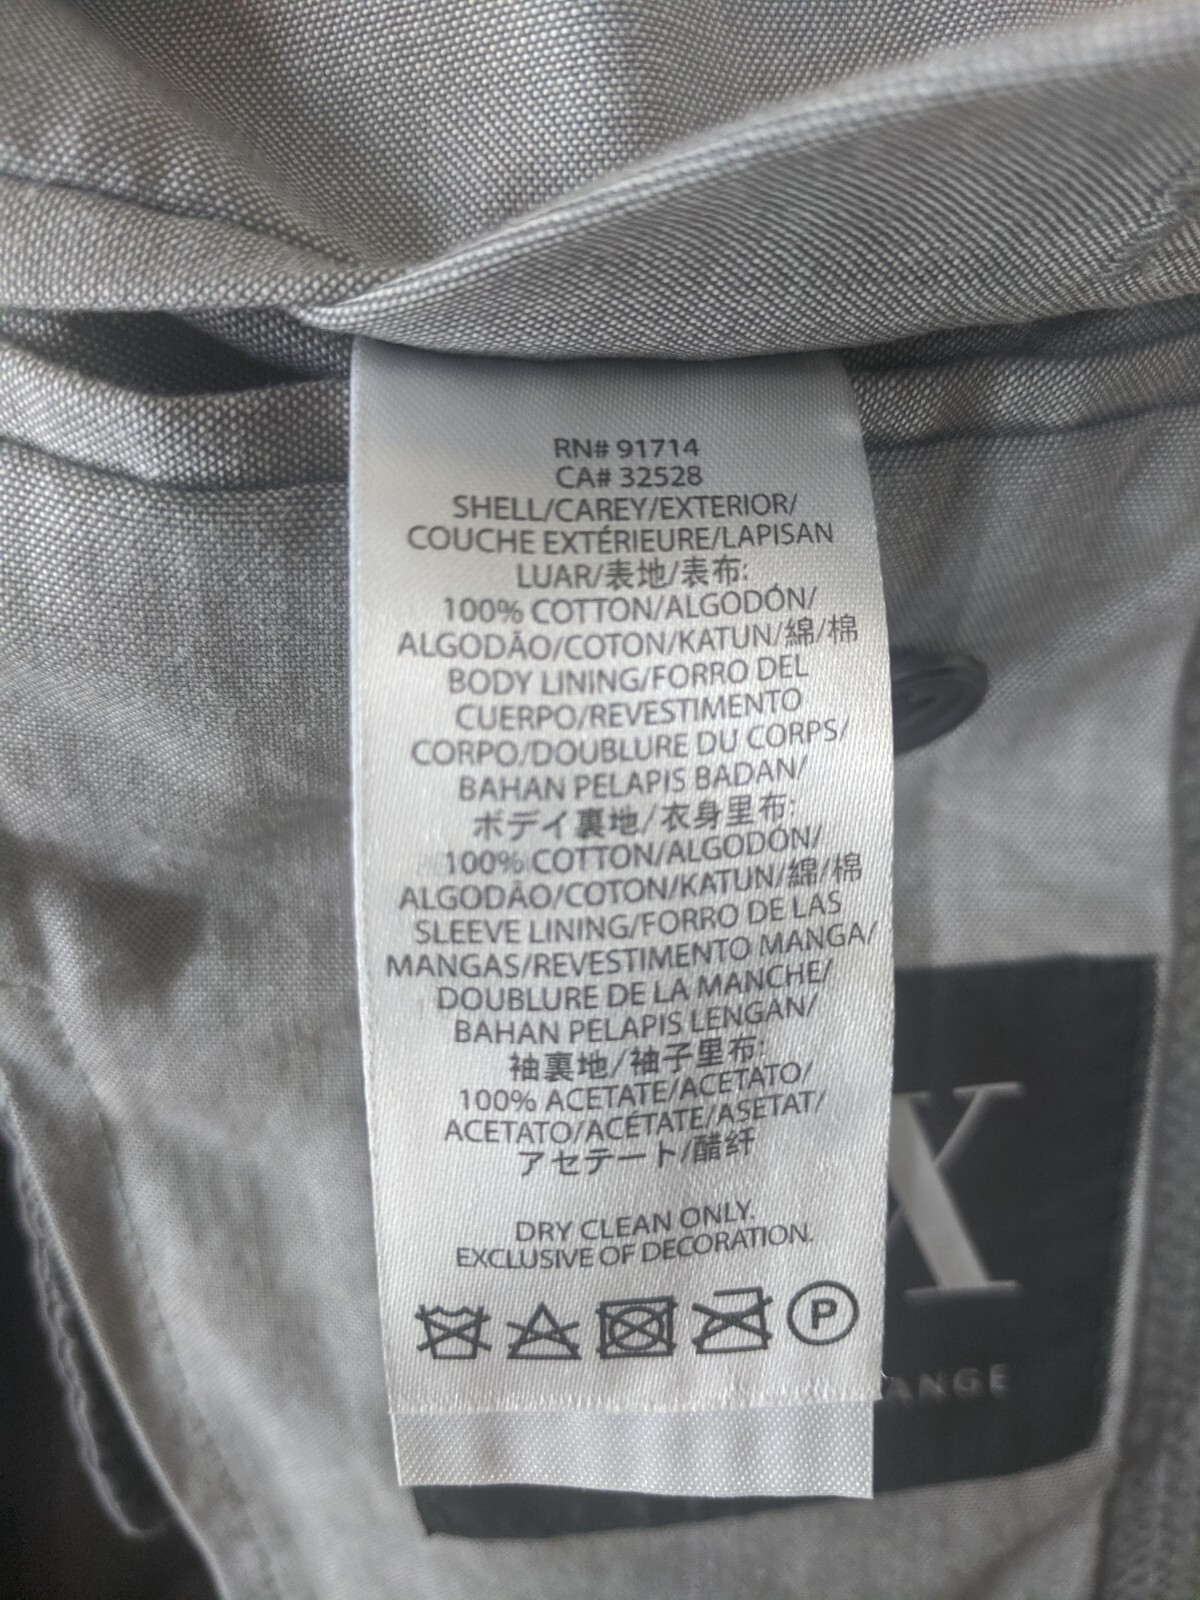 RN# 91714
CA# 32528
SHELL/CAREY/EXTERIOR/
COUCHE EXTÉRIEURE/LAPISAN
LUAR/表地/表布:
100% COTTON/ALGODÓN/
ALGODÃO/COTON/KATUN/綿/棉
BODY LINING/FORRO DEL
CUERPO/REVESTIMENTO
CORPO/DOUBLURE DU CORPS/
BAHAN PELAPIS BADAN/
ボディ裏地/衣身里布:
100% COTTON/ALGODÓN/
ALGODÃO/COTON/KATUN/綿/棉
SLEEVE LINING/FORRO DE LAS
MANGAS/REVESTIMENTO MANGA/
DOUBLURE DE LA MANCHE/
BAHAN PELAPIS LENGAN/
袖裏地/袖子里布:
100% ACETATE/ACETATO/
ACETATO/ACÉTATE/ASETAT/
アセテート/醋纤
DRY CLEAN ONLY.
EXCLUSIVE OF DECORATION.
P
X
ANGE